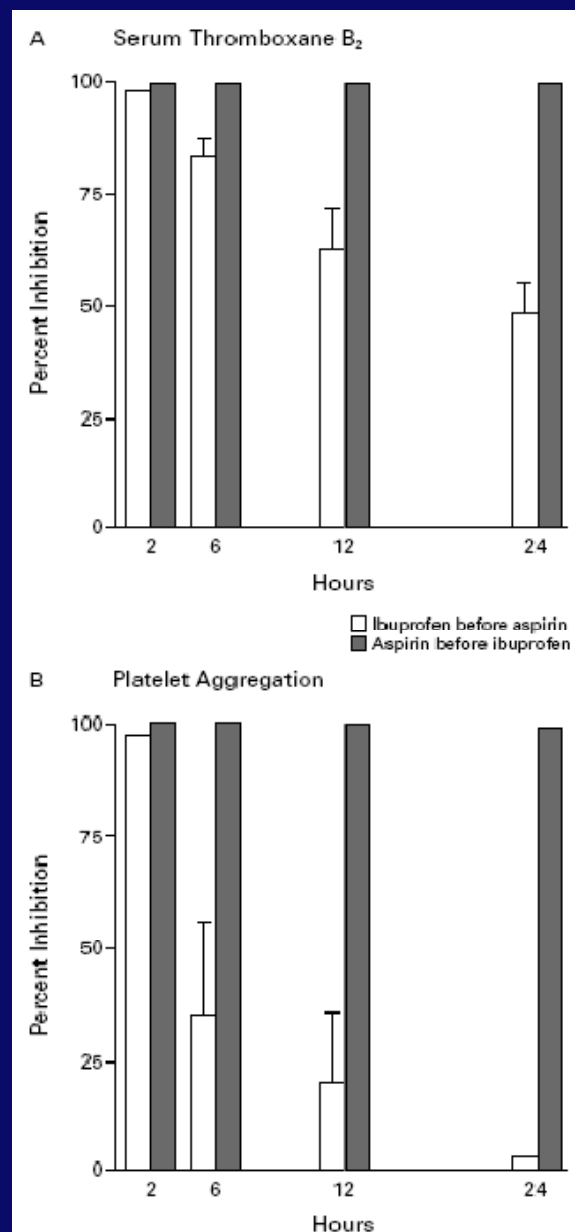 A Serum Thromboxane B₂
100
75
50
25
0
Percent Inhibition
2 6 12 24
Hours
Ibuprofen before aspirin
Aspirin before ibuprofen
B Platelet Aggregation
100
75
50
25
0
Percent Inhibition
2 6 12 24
Hours